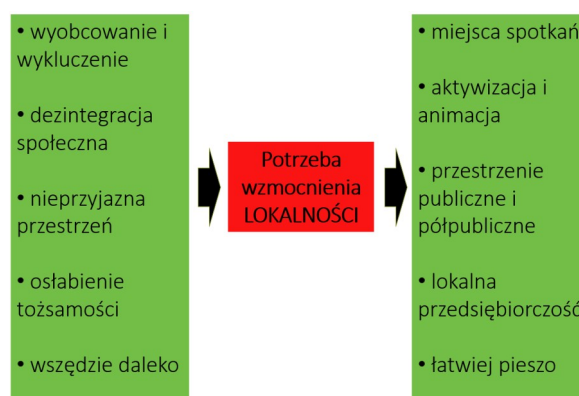 • wyobcowanie i
wykluczenie
• dezintegracja
społeczna
• nieprzyjazna
przestrzeń
• osłabienie
tożsamości
• wszędzie daleko
Potrzeba
wzmocnienia
LOKALNOŚCI
• miejsca spotkań
• aktywizacja i
animacja
• przestrzenie
publiczne i
półpubliczne
• lokalna
przedsiębiorczość
• łatwiej pieszo